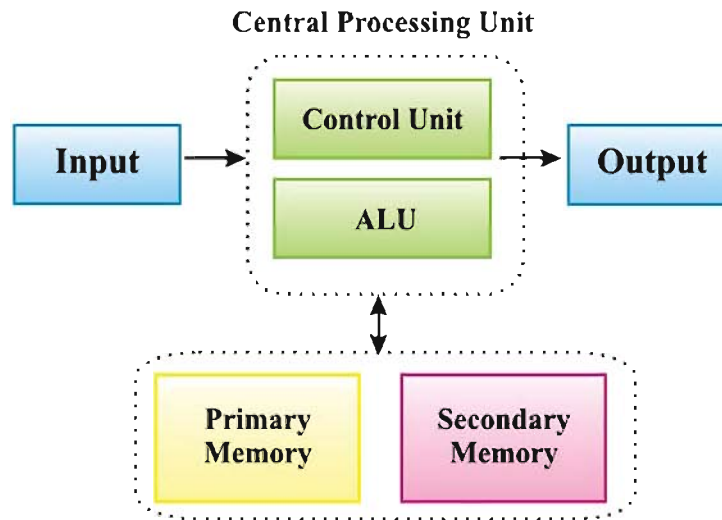 Central Processing Unit
Control Unit
Input
Output
ALU
Primary
Memory
Secondary
Memory